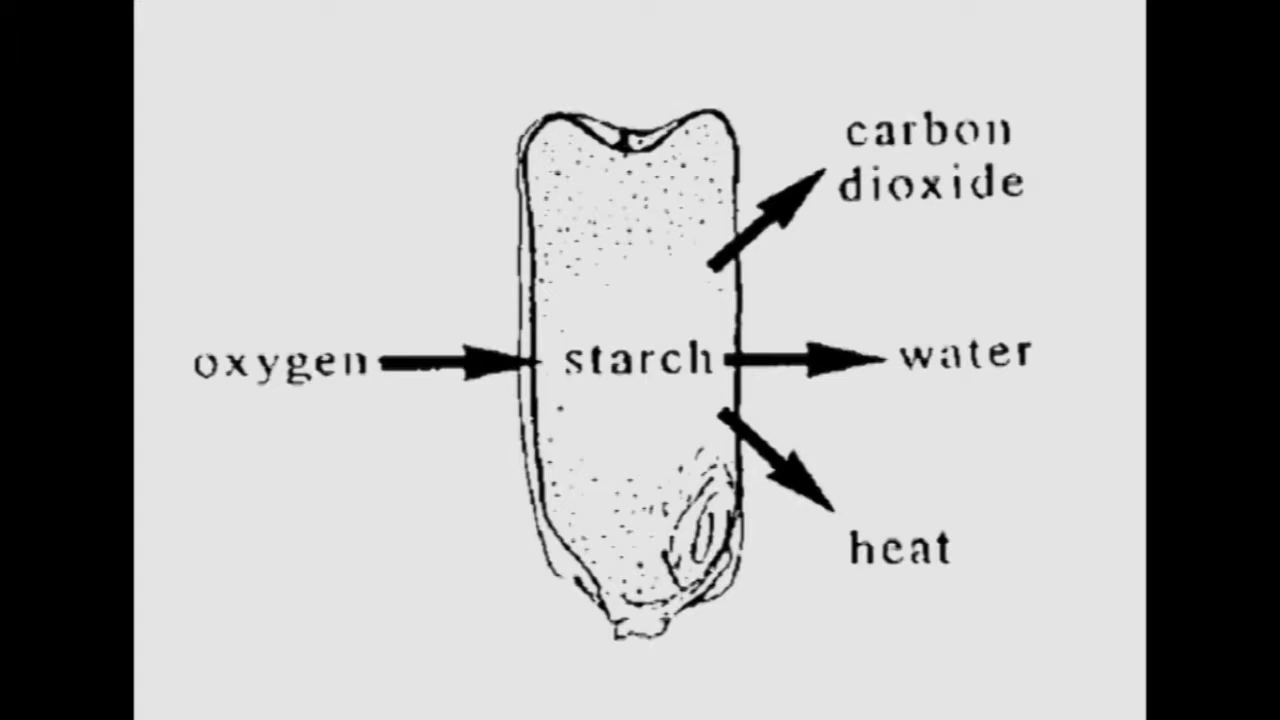 carbon
dioxide
oxygen
starch
water
heat